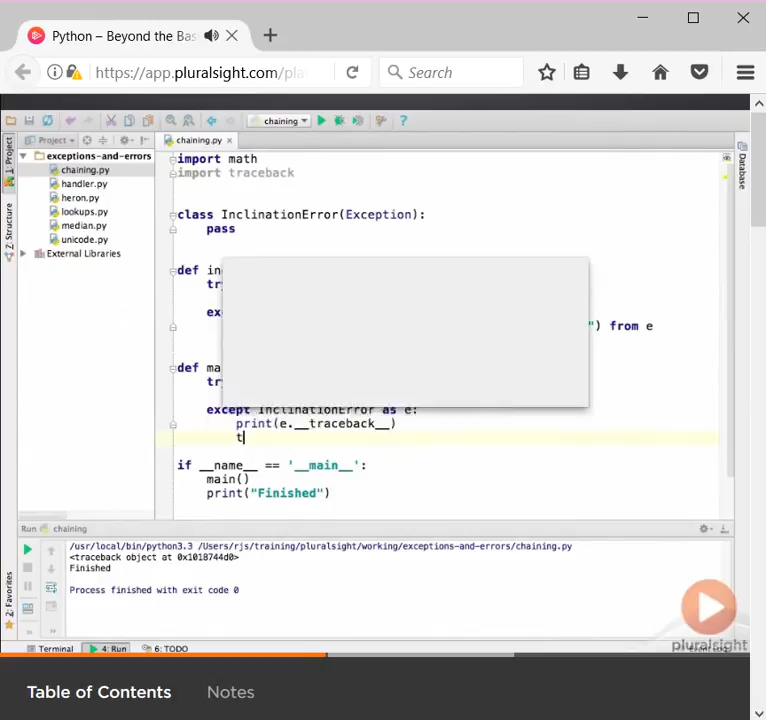 Python – Beyond the Bas
https://app.pluralsight.com/pla
Search
chaining
Project
chaining.py
exceptions-and-errors
chaining.py
handler.py
heron.py
lookups.py
median.py
unicode.py
External Libraries
1: Project
Z: Structure
2: Favorites
Database
import math
import traceback
class InclinationError(Exception):
pass
def in
tr
ex
") from e
def ma
tr
except InclinationError as e:
print(e.__traceback__)
t
if __name__ == '__main__':
main()
print("Finished")
Run chaining
/usr/local/bin/python3.3 /Users/rjs/training/pluralsight/working/exceptions-and-errors/chaining.py
<traceback object at 0x1018744d0>
Finished
Process finished with exit code 0
Terminal
4: Run
6: TODO
pluralsight
Table of Contents
Notes